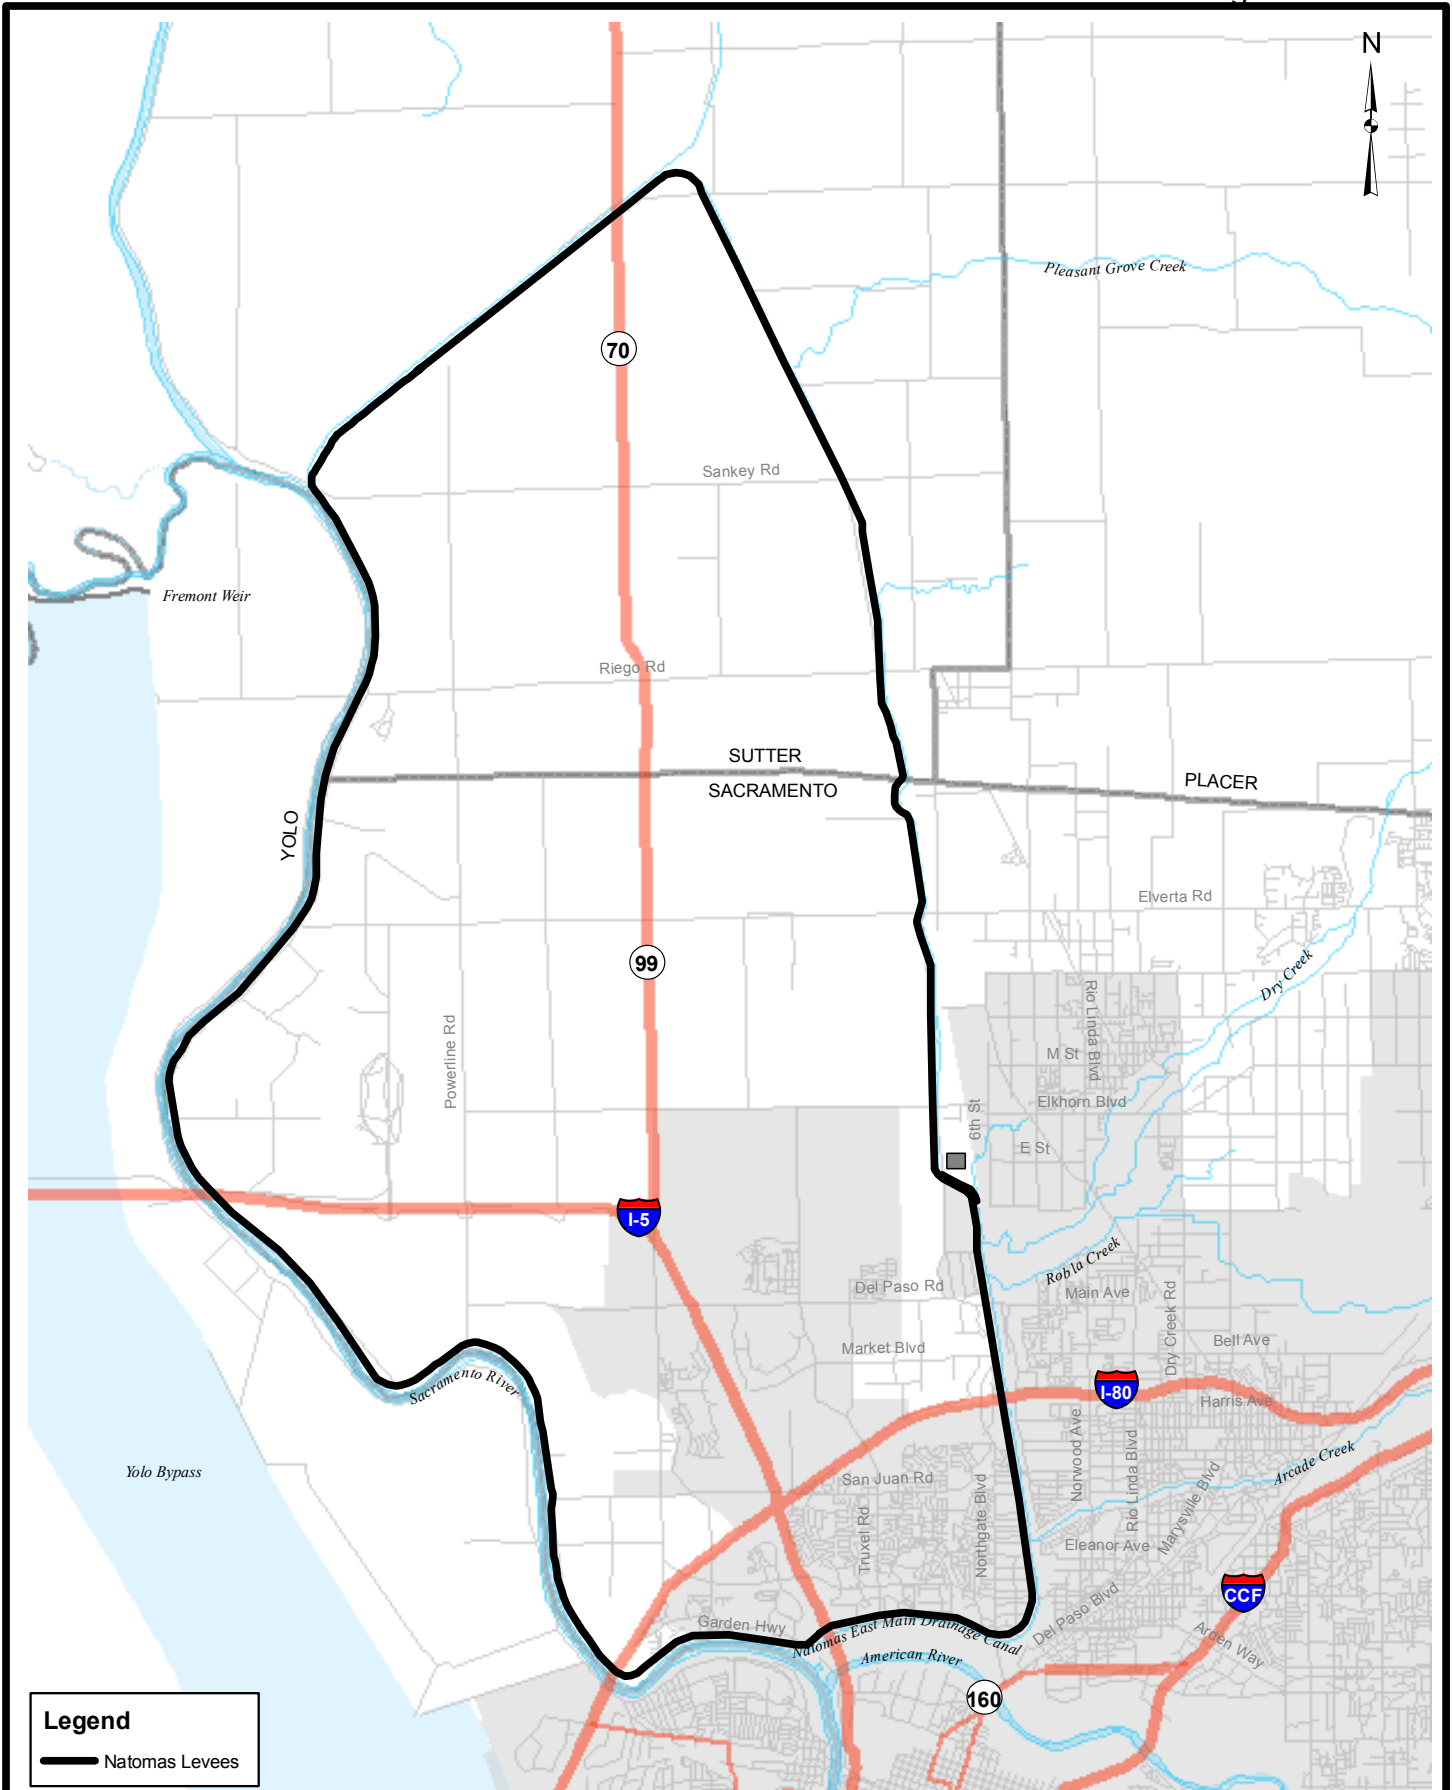 N
Pleasant Grove Creek
70
Sankey Rd
Fremont Weir
Riego Rd
SUTTER
SACRAMENTO
PLACER
YOLO
Elverta Rd
99
Dry Creek
Rio Linda Blvd
Powerline Rd
M St
Elkhorn Blvd
6th St
E St
I-5
Robla Creek
Del Paso Rd
Main Ave
Dry Creek Rd
Market Blvd
Bell Ave
I-80
Harris Ave
Sacramento River
Yolo Bypass
San Juan Rd
Norwood Ave
Rio Linda Blvd
Marysville Blvd
Arcade Creek
Truxel Rd
Northgate Blvd
Eleanor Ave
CCF
Del Paso Blvd
Garden Hwy
Natomas East Main Drainage Canal
Arden Way
American River
160
Legend
Natomas Levees